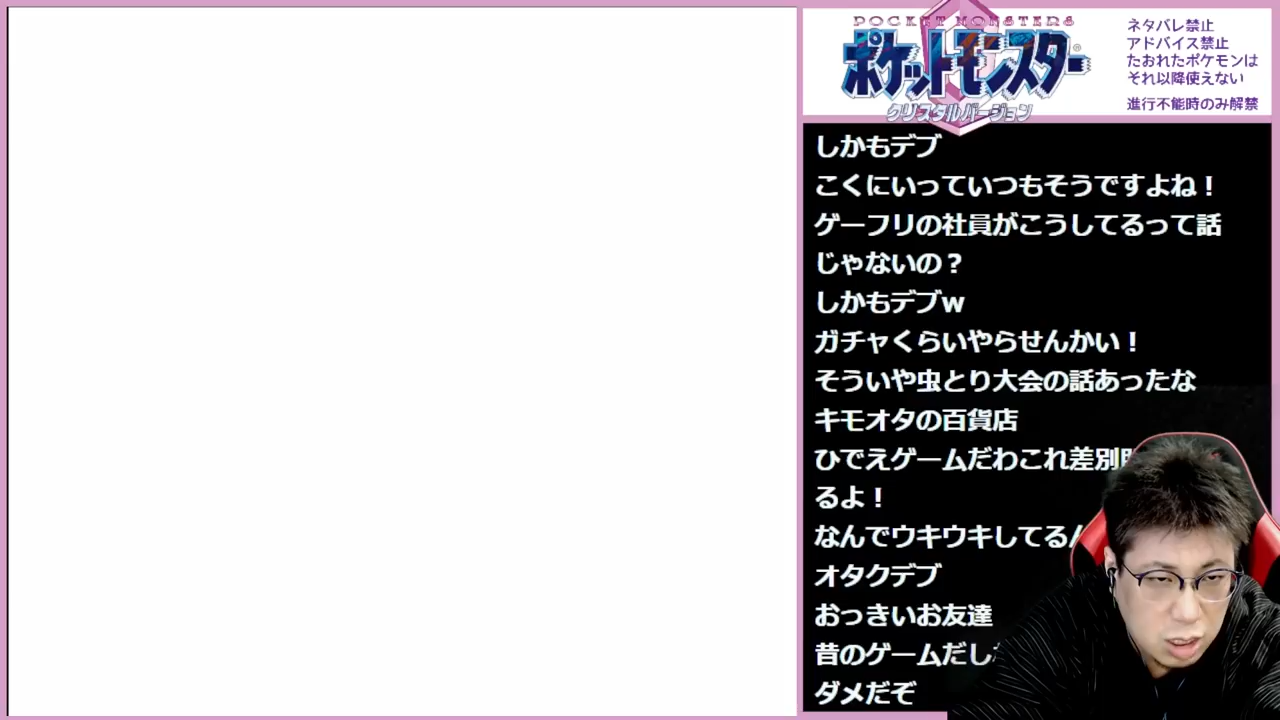 POCKET MONSTERS
ポケットモンスター
クリスタルバージョン
ネタバレ禁止
アドバイス禁止
たおれたポケモンは
それ以降使えない
進行不能時のみ解禁
しかもデブ
こくにいっていつもそうですよね！
ゲーフリの社員がこうしてるって話
じゃないの？
しかもデブw
ガチャくらいやらせんかい！
そういや虫とり大会の話あったな
キモオタの百貨店
ひでえゲームだわこれ差別
るよ！
なんでウキウキしてる
オタクデブ
おっきいお友達
昔のゲームだし
ダメだぞ